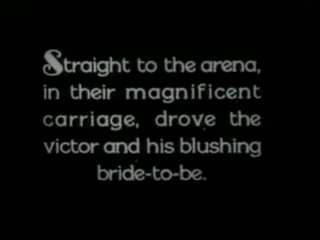 Straight to the arena,
in their magnificent
carriage, drove the
victor and his blushing
bride-to-be.